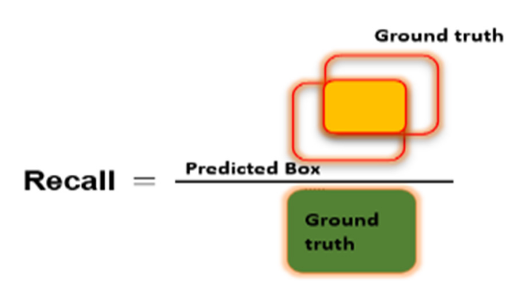 Ground truth
Predicted Box
Recall =
Ground
truth